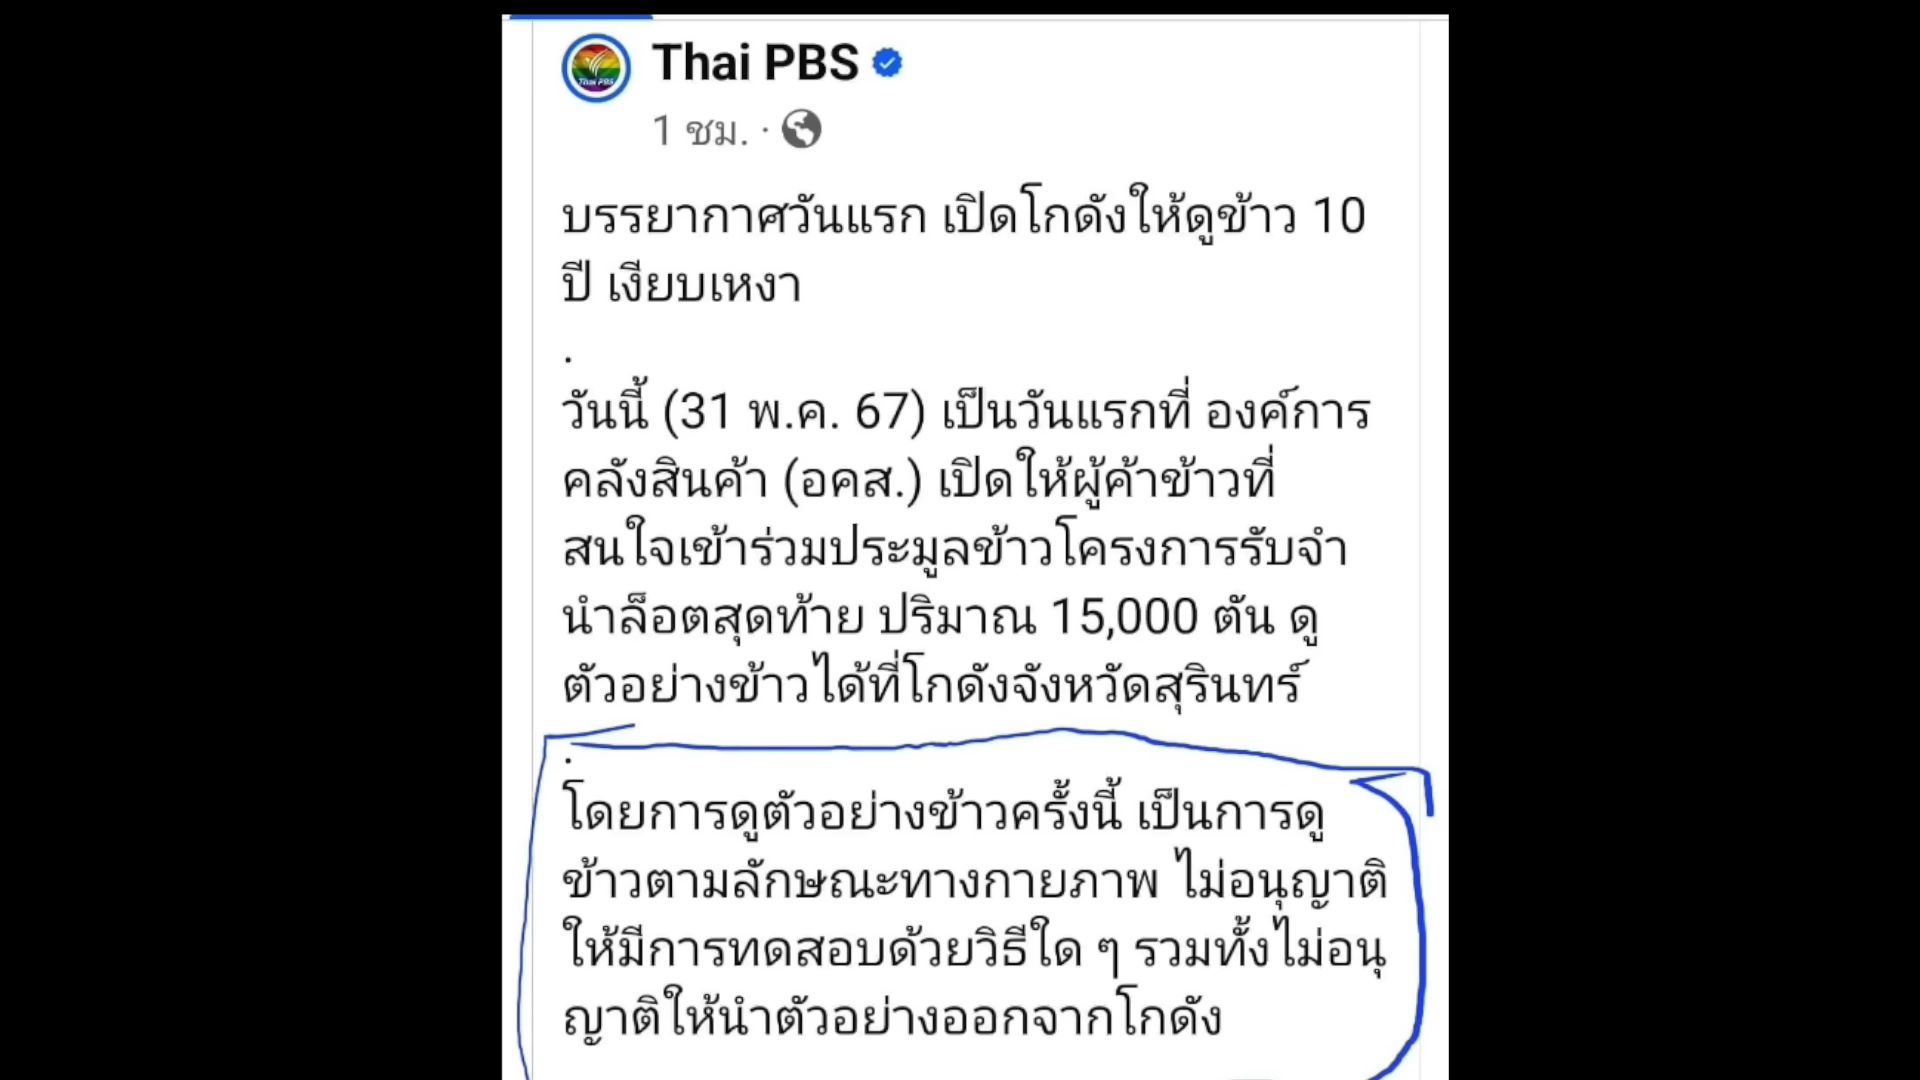 Thai PBS
1 ชม. ·
บรรยากาศวันแรก เปิดโกดังให้ดูข้าว 10
ปี เงียบเหงา
.
วันนี้ (31 พ.ค. 67) เป็นวันแรกที่ องค์การ
คลังสินค้า (อคส.) เปิดให้ผู้ค้าข้าวที่
สนใจเข้าร่วมประมูลข้าวโครงการรับจำ
นำล็อตสุดท้าย ปริมาณ 15,000 ตัน ดู
ตัวอย่างข้าวได้ที่โกดังจังหวัดสุรินทร์
.
โดยการดูตัวอย่างข้าวครั้งนี้ เป็นการดู
ข้าวตามลักษณะทางกายภาพ ไม่อนุญาติ
ให้มีการทดสอบด้วยวิธีใด ๆ รวมทั้งไม่อนุ
ญาติให้นำตัวอย่างออกจากโกดัง